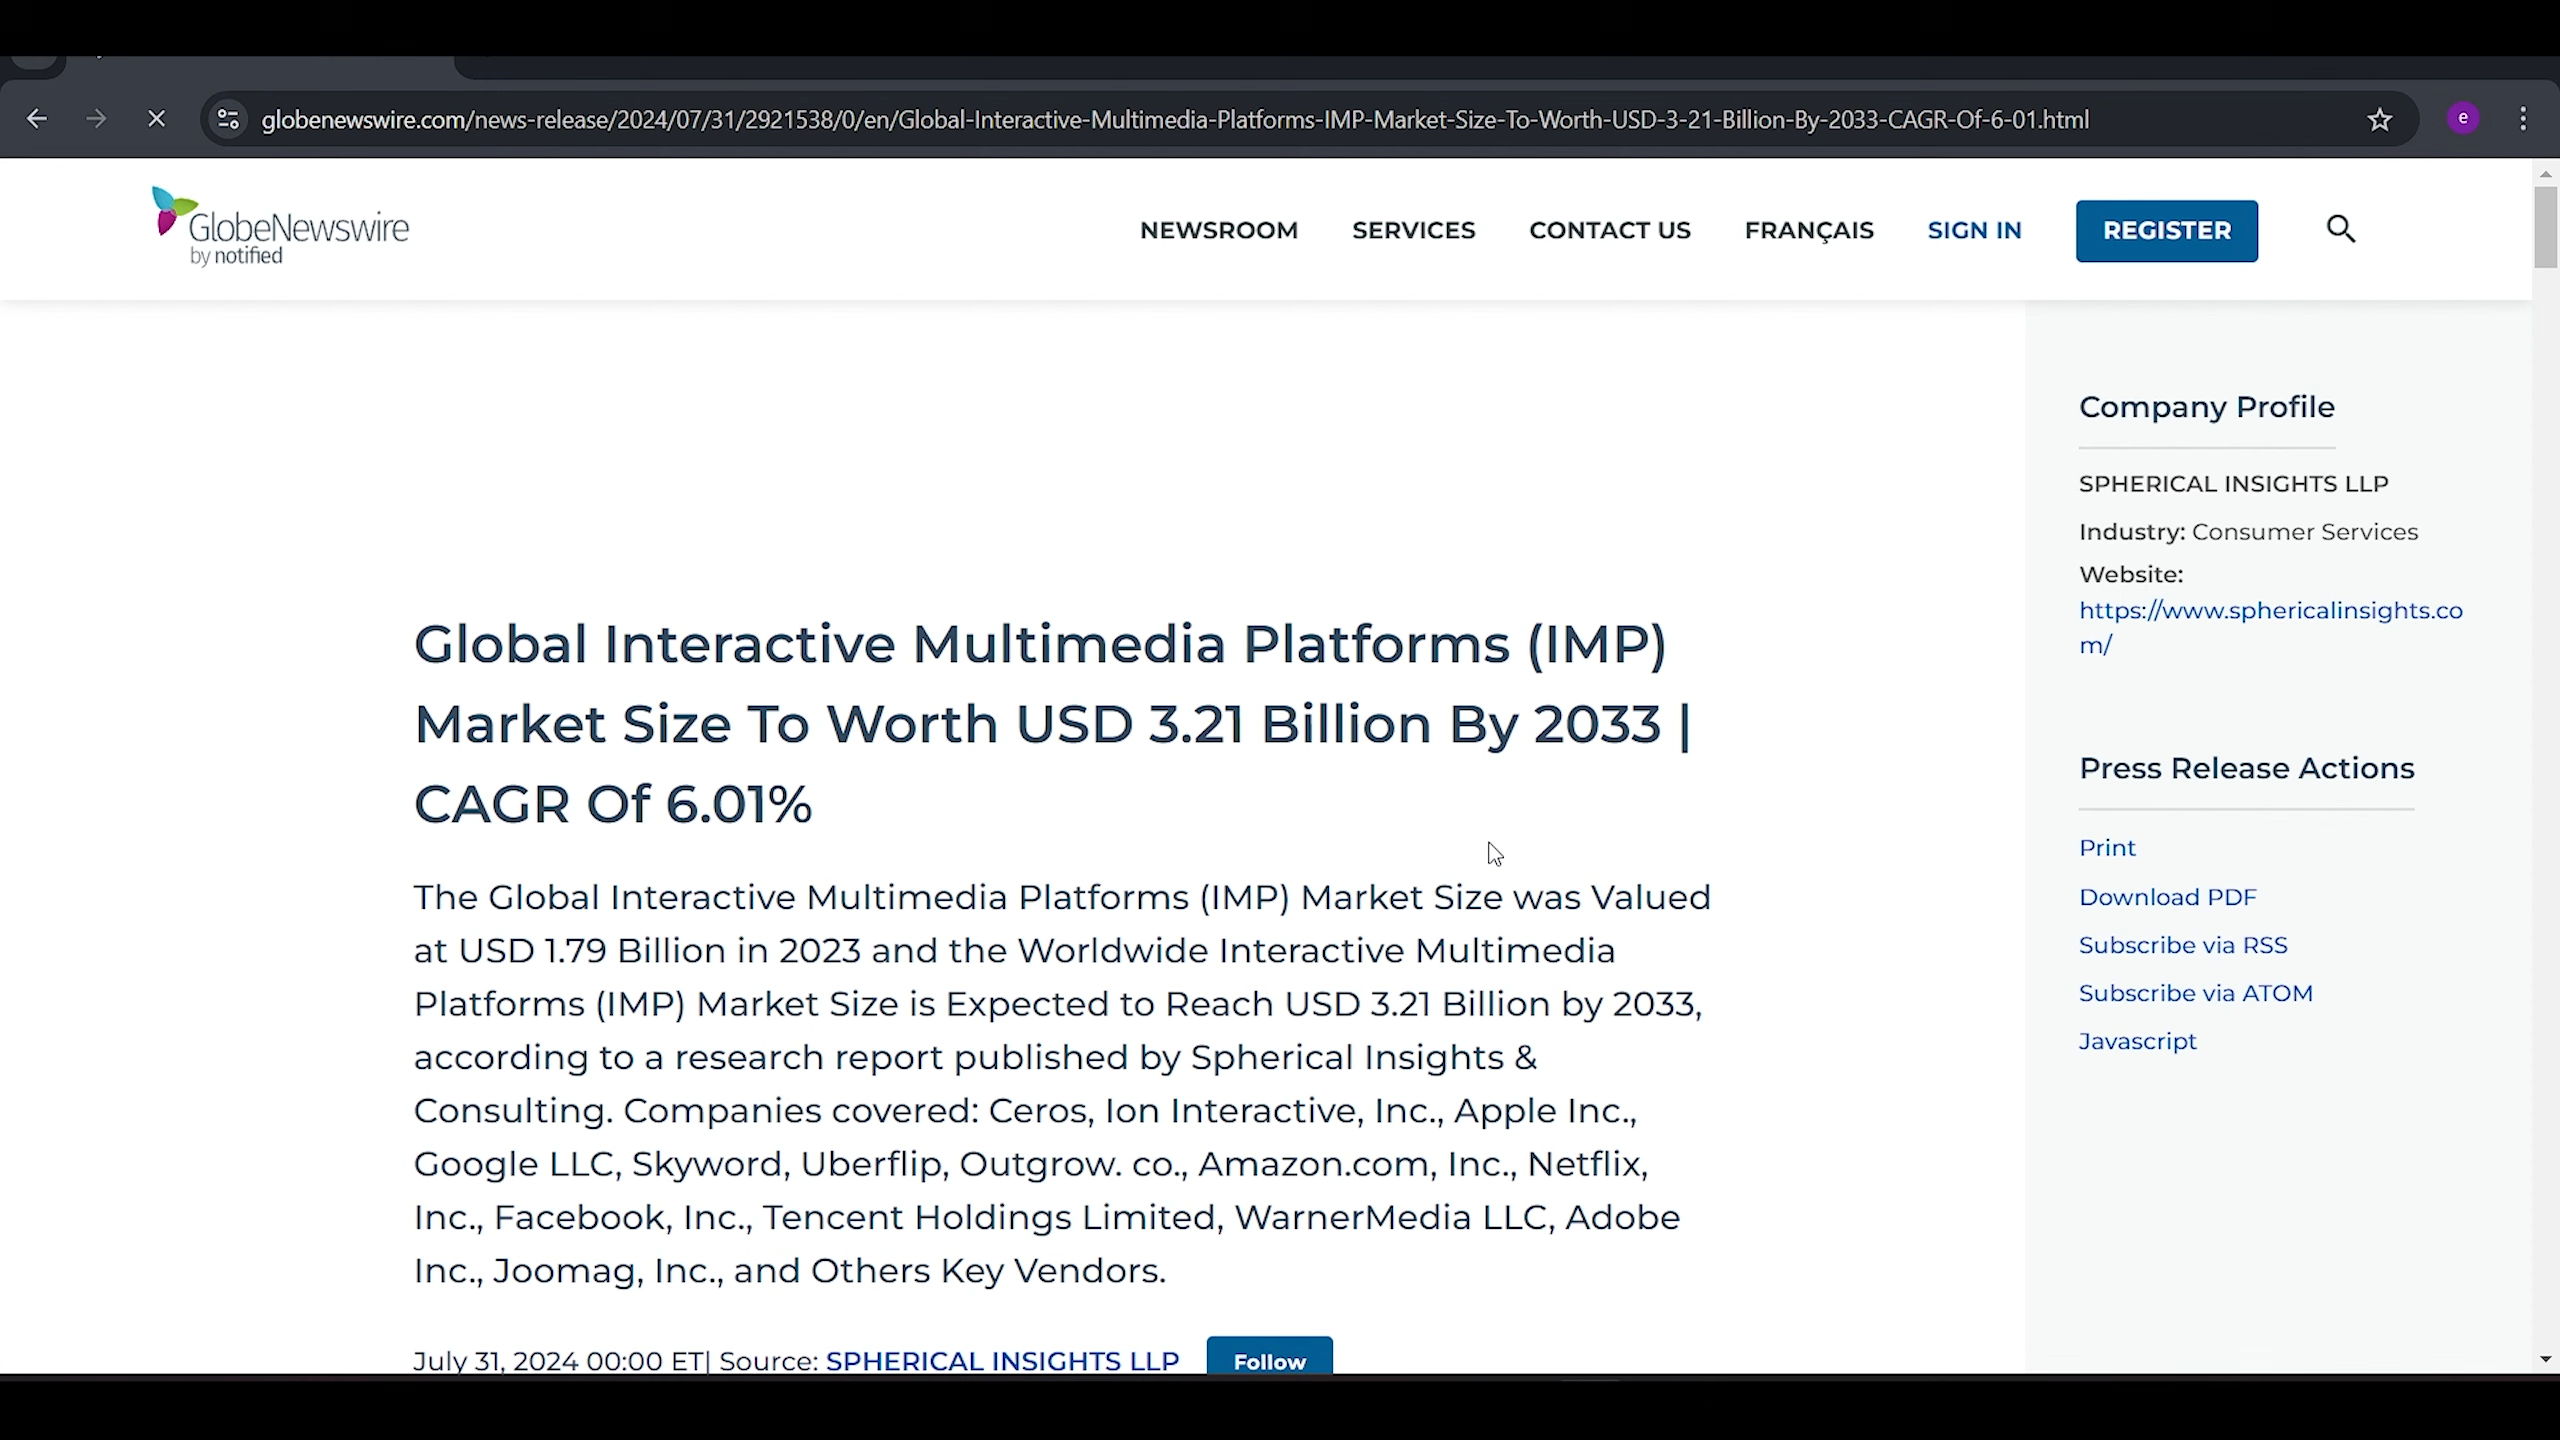 globenewswire.com/news-release/2024/07/31/2921538/0/en/Global-Interactive-Multimedia-Platforms-IMP-Market-Size-To-Worth-USD-3-21-Billion-By-2033-CAGR-Of-6-01.html
e
GlobeNewswire
by notified
NEWSROOM SERVICES CONTACT US FRANÇAIS SIGN IN REGISTER
Global Interactive Multimedia Platforms (IMP)
Market Size To Worth USD 3.21 Billion By 2033 |
CAGR Of 6.01%
The Global Interactive Multimedia Platforms (IMP) Market Size was Valued
at USD 1.79 Billion in 2023 and the Worldwide Interactive Multimedia
Platforms (IMP) Market Size is Expected to Reach USD 3.21 Billion by 2033,
according to a research report published by Spherical Insights &
Consulting. Companies covered: Ceros, Ion Interactive, Inc., Apple Inc.,
Google LLC, Skyword, Uberflip, Outgrow. co., Amazon.com, Inc., Netflix,
Inc., Facebook, Inc., Tencent Holdings Limited, WarnerMedia LLC, Adobe
Inc., Joomag, Inc., and Others Key Vendors.
July 31, 2024 00:00 ET| Source: SPHERICAL INSIGHTS LLP Follow
Company Profile
SPHERICAL INSIGHTS LLP
Industry: Consumer Services
Website:
https://www.sphericalinsights.co
m/
Press Release Actions
Print
Download PDF
Subscribe via RSS
Subscribe via ATOM
Javascript